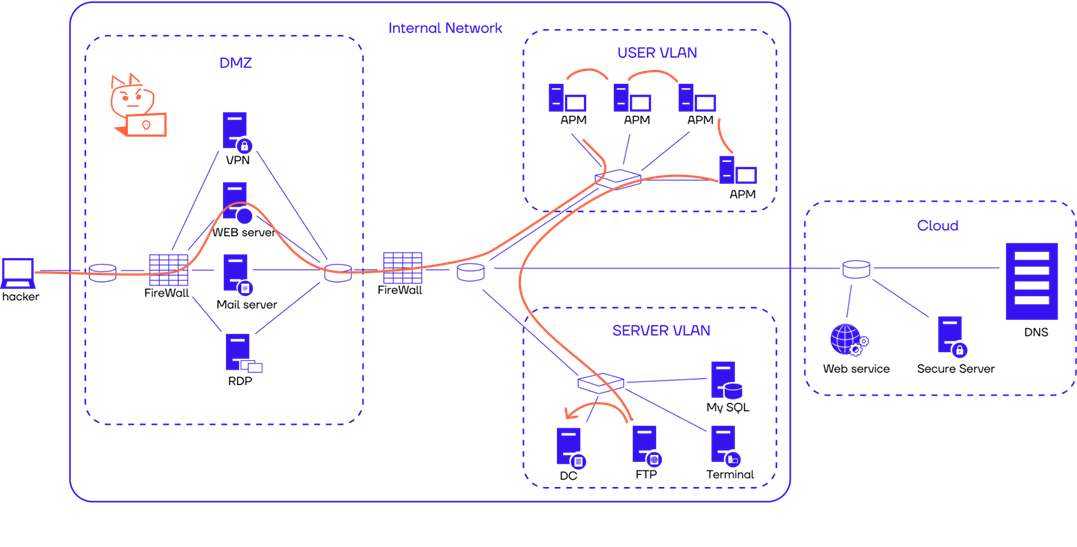 Internal Network
DMZ
VPN
WEB server
FireWall
Mail server
RDP
hacker
FireWall
USER VLAN
APM
APM
APM
APM
SERVER VLAN
My SQL
DC
FTP
Terminal
Cloud
DNS
Web service
Secure Server